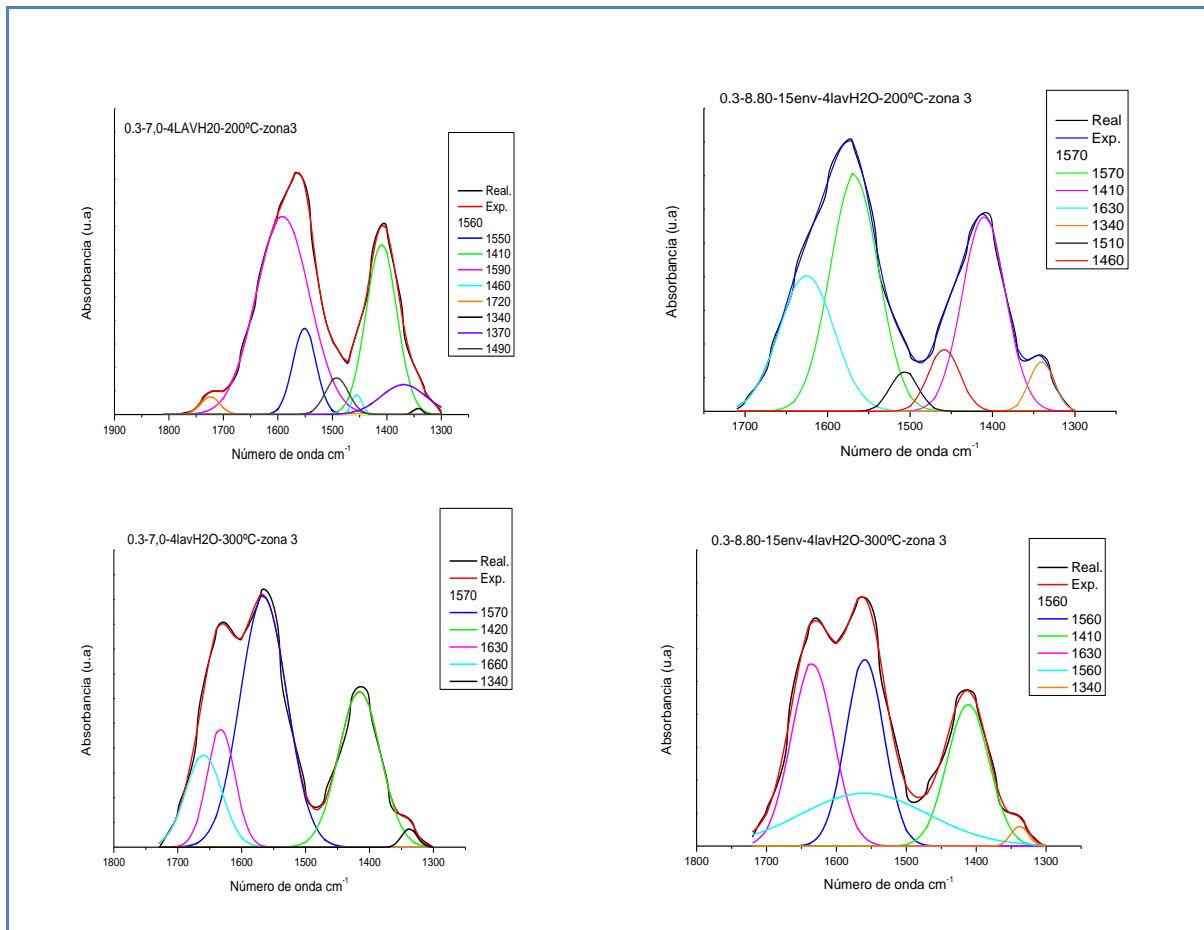 0.3-7,0-4LAVH20-200ºC-zona3
Absorbancia (u.a)
Real.
Exp.
1560
1550
1410
1590
1460
1720
1340
1370
1490
1900 1800 1700 1600 1500 1400 1300
Número de onda cm-1
0.3-8.80-15env-4lavH2O-200ºC-zona 3
Absorbancia (u.a)
Real
Exp.
1570
1570
1410
1630
1340
1510
1460
1700 1600 1500 1400 1300
Número de onda cm-1
0.3-7,0-4lavH2O-300ºC-zona 3
Absorbancia (u.a)
Real.
Exp.
1570
1570
1420
1630
1660
1340
1800 1700 1600 1500 1400 1300
Número de onda cm-1
0.3-8.80-15env-4lavH2O-300ºC-zona 3
Absorbancia (u.a)
Real.
Exp.
1560
1560
1410
1630
1560
1340
1800 1700 1600 1500 1400 1300
Número de onda cm-1